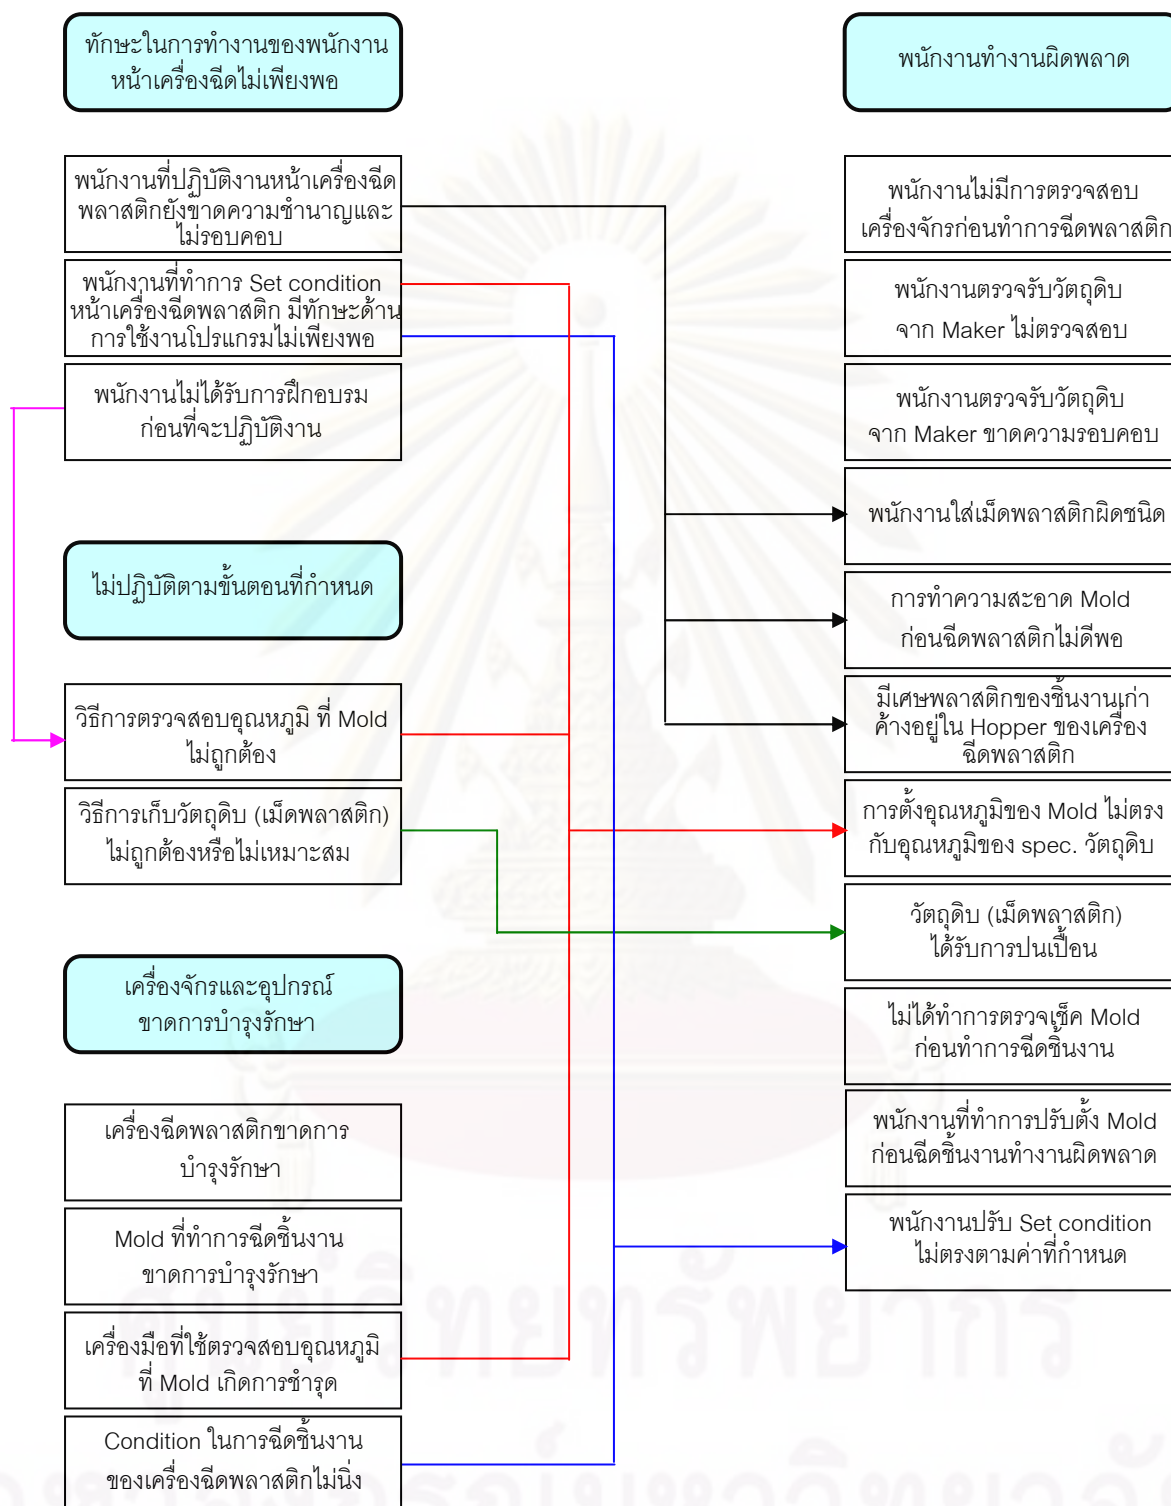 ทักษะในการทำงานของพนักงาน
หน้าเครื่องฉีดไม่เพียงพอ
พนักงานที่ปฏิบัติงานหน้าเครื่องฉีด
พลาสติกยังขาดความชำนาญและ
ไม่รอบคอบ
พนักงานที่ทำการ Set condition
หน้าเครื่องฉีดพลาสติก มีทักษะด้าน
การใช้งานโปรแกรมไม่เพียงพอ
พนักงานไม่ได้รับการฝึกอบรม
ก่อนที่จะปฏิบัติงาน
ไม่ปฏิบัติตามขั้นตอนที่กำหนด
วิธีการตรวจสอบอุณหภูมิ ที่ Mold
ไม่ถูกต้อง
วิธีการเก็บวัตถุดิบ (เม็ดพลาสติก)
ไม่ถูกต้องหรือไม่เหมาะสม
เครื่องจักรและอุปกรณ์
ขาดการบำรุงรักษา
เครื่องฉีดพลาสติกขาดการ
บำรุงรักษา
Mold ที่ทำการฉีดชิ้นงาน
ขาดการบำรุงรักษา
เครื่องมือที่ใช้ตรวจสอบอุณหภูมิ
ที่ Mold เกิดการชำรุด
Condition ในการฉีดชิ้นงาน
ของเครื่องฉีดพลาสติกไม่นิ่ง
พนักงานทำงานผิดพลาด
พนักงานไม่มีการตรวจสอบ
เครื่องจักรก่อนทำการฉีดพลาสติก
พนักงานตรวจรับวัตถุดิบ
จาก Maker ไม่ตรวจสอบ
พนักงานตรวจรับวัตถุดิบ
จาก Maker ขาดความรอบคอบ
พนักงานใส่เม็ดพลาสติกผิดชนิด
การทำความสะอาด Mold
ก่อนฉีดพลาสติกไม่ดีพอ
มีเศษพลาสติกของชิ้นงานเก่า
ค้างอยู่ใน Hopper ของเครื่อง
ฉีดพลาสติก
การตั้งอุณหภูมิของ Mold ไม่ตรง
กับอุณหภูมิของ spec. วัตถุดิบ
วัตถุดิบ (เม็ดพลาสติก)
ได้รับการปนเปื้อน
ไม่ได้ทำการตรวจเช็ค Mold
ก่อนทำการฉีดชิ้นงาน
พนักงานที่ทำการปรับตั้ง Mold
ก่อนฉีดชิ้นงานทำงานผิดพลาด
พนักงานปรับ Set condition
ไม่ตรงตามค่าที่กำหนด
ศูนย์วิทยทรัพยากร